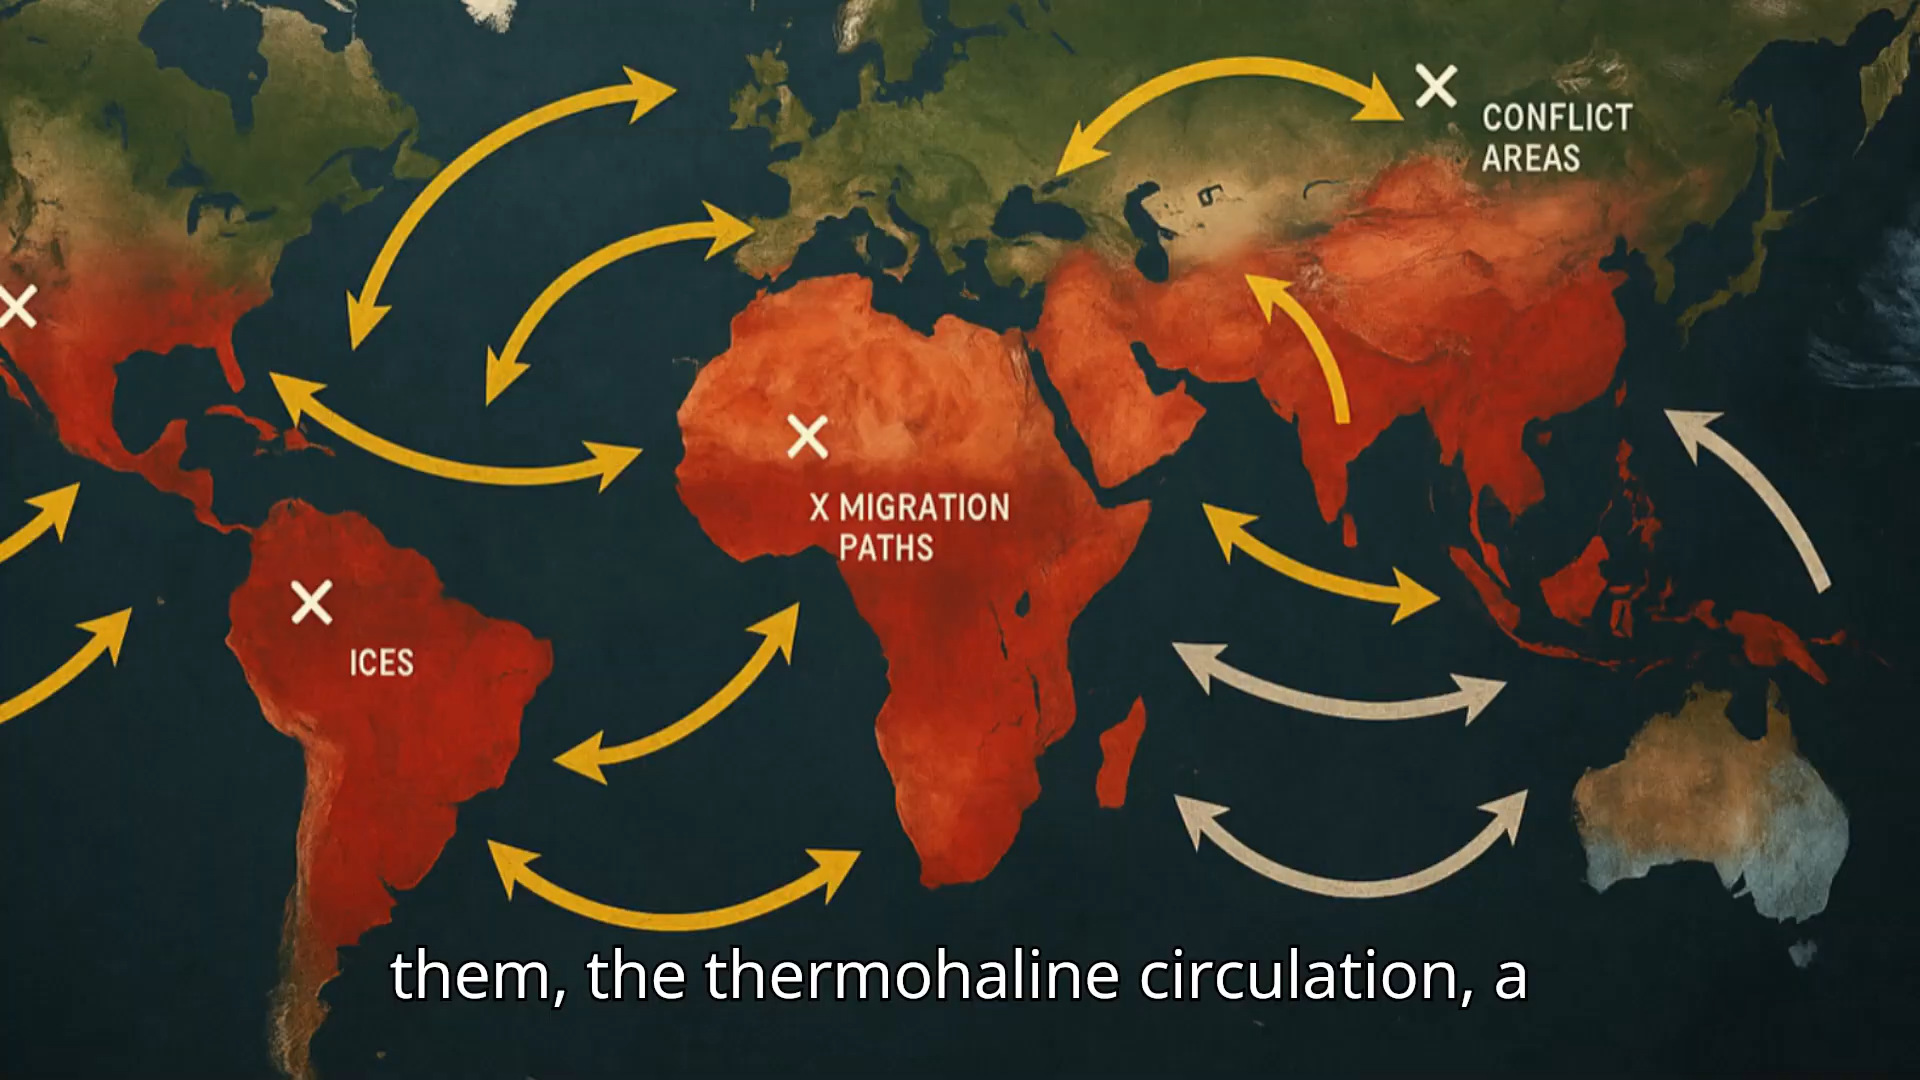 CONFLICT
AREAS
X MIGRATION
PATHS
ICES
them, the thermohaline circulation, a